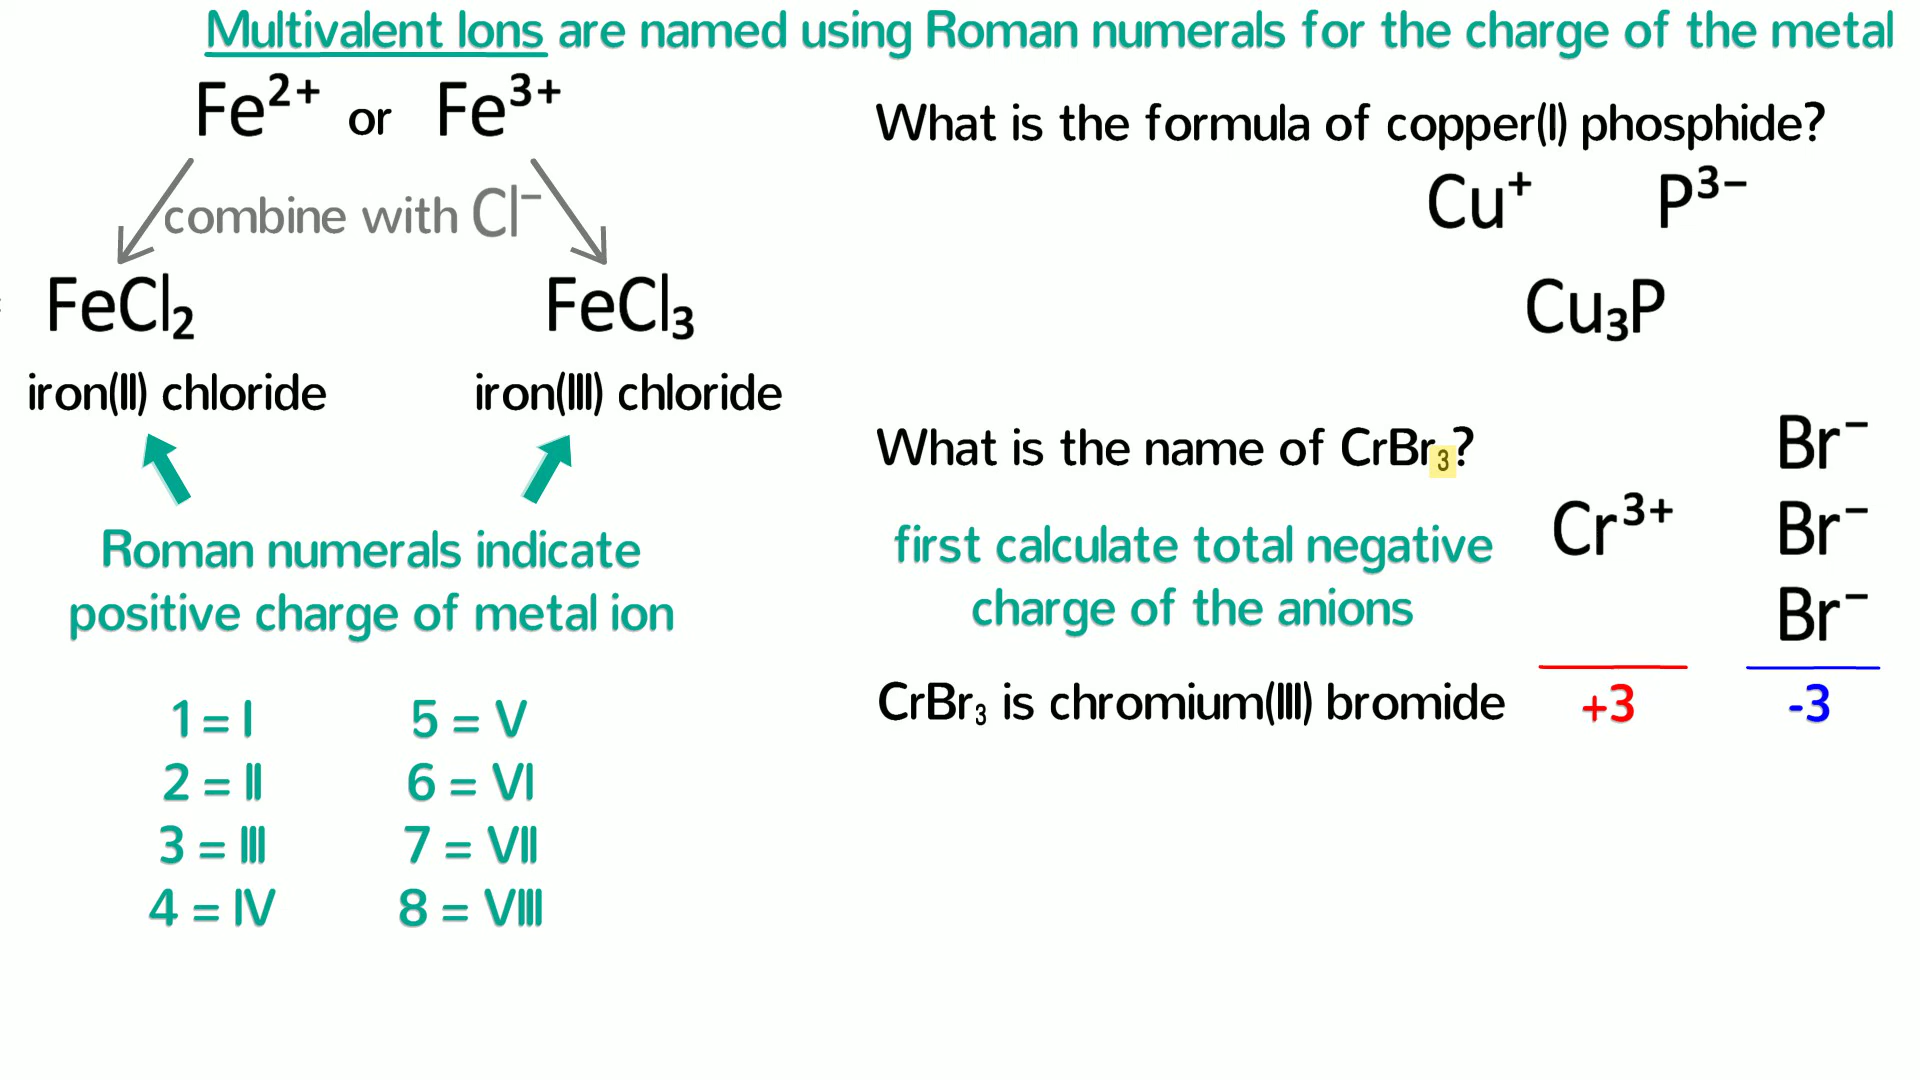 Multivalent Ions are named using Roman numerals for the charge of the metal
Fe²⁺ or Fe³⁺
combine with Cl⁻
FeCl₂ FeCl₃
iron(II) chloride iron(III) chloride
Roman numerals indicate
positive charge of metal ion
1 = I 5 = V
2 = II 6 = VI
3 = III 7 = VII
4 = IV 8 = VIII
What is the formula of copper(I) phosphide?
Cu⁺ P³⁻
Cu₃P
What is the name of CrBr₃?
first calculate total negative
charge of the anions
Br⁻
Cr³⁺ Br⁻
Br⁻
+3 -3
CrBr₃ is chromium(III) bromide